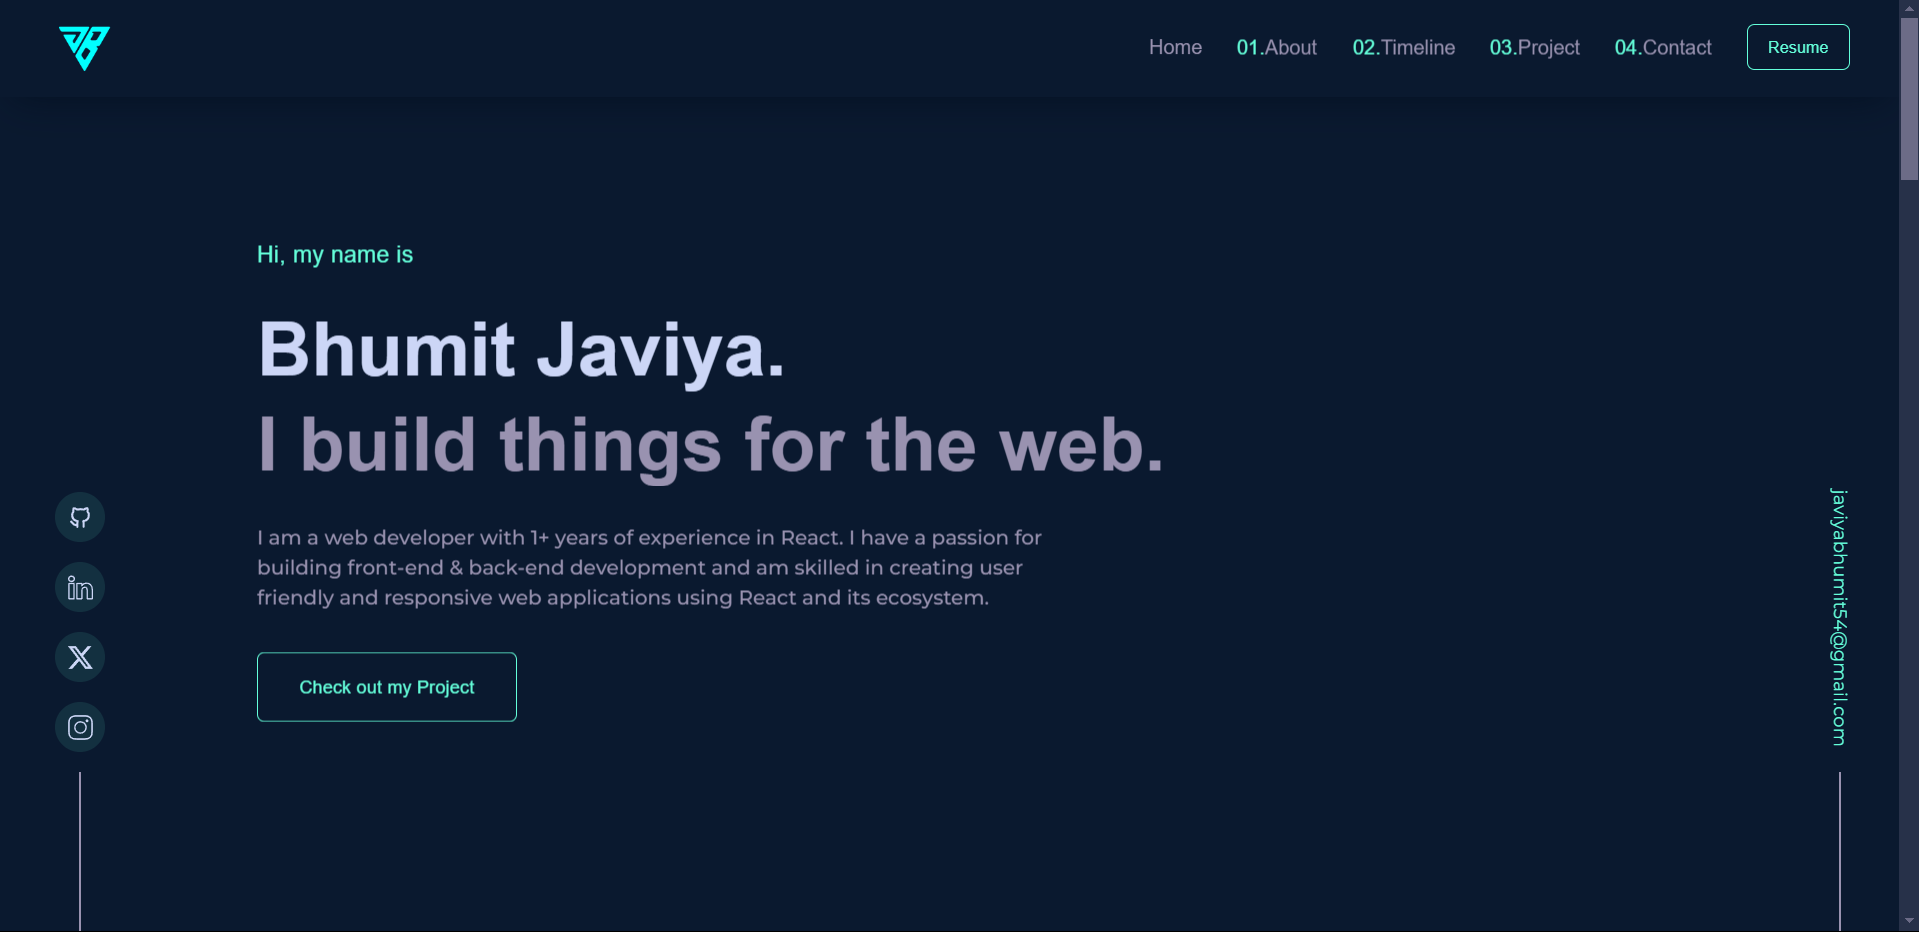 Home
01.About
02.Timeline
03.Project
04.Contact
Resume
Hi, my name is
Bhumit Javiya.
I build things for the web.
I am a web developer with 1+ years of experience in React. I have a passion for
building front-end & back-end development and am skilled in creating user
friendly and responsive web applications using React and its ecosystem.
Check out my Project
javiyabhumit54@gmail.com